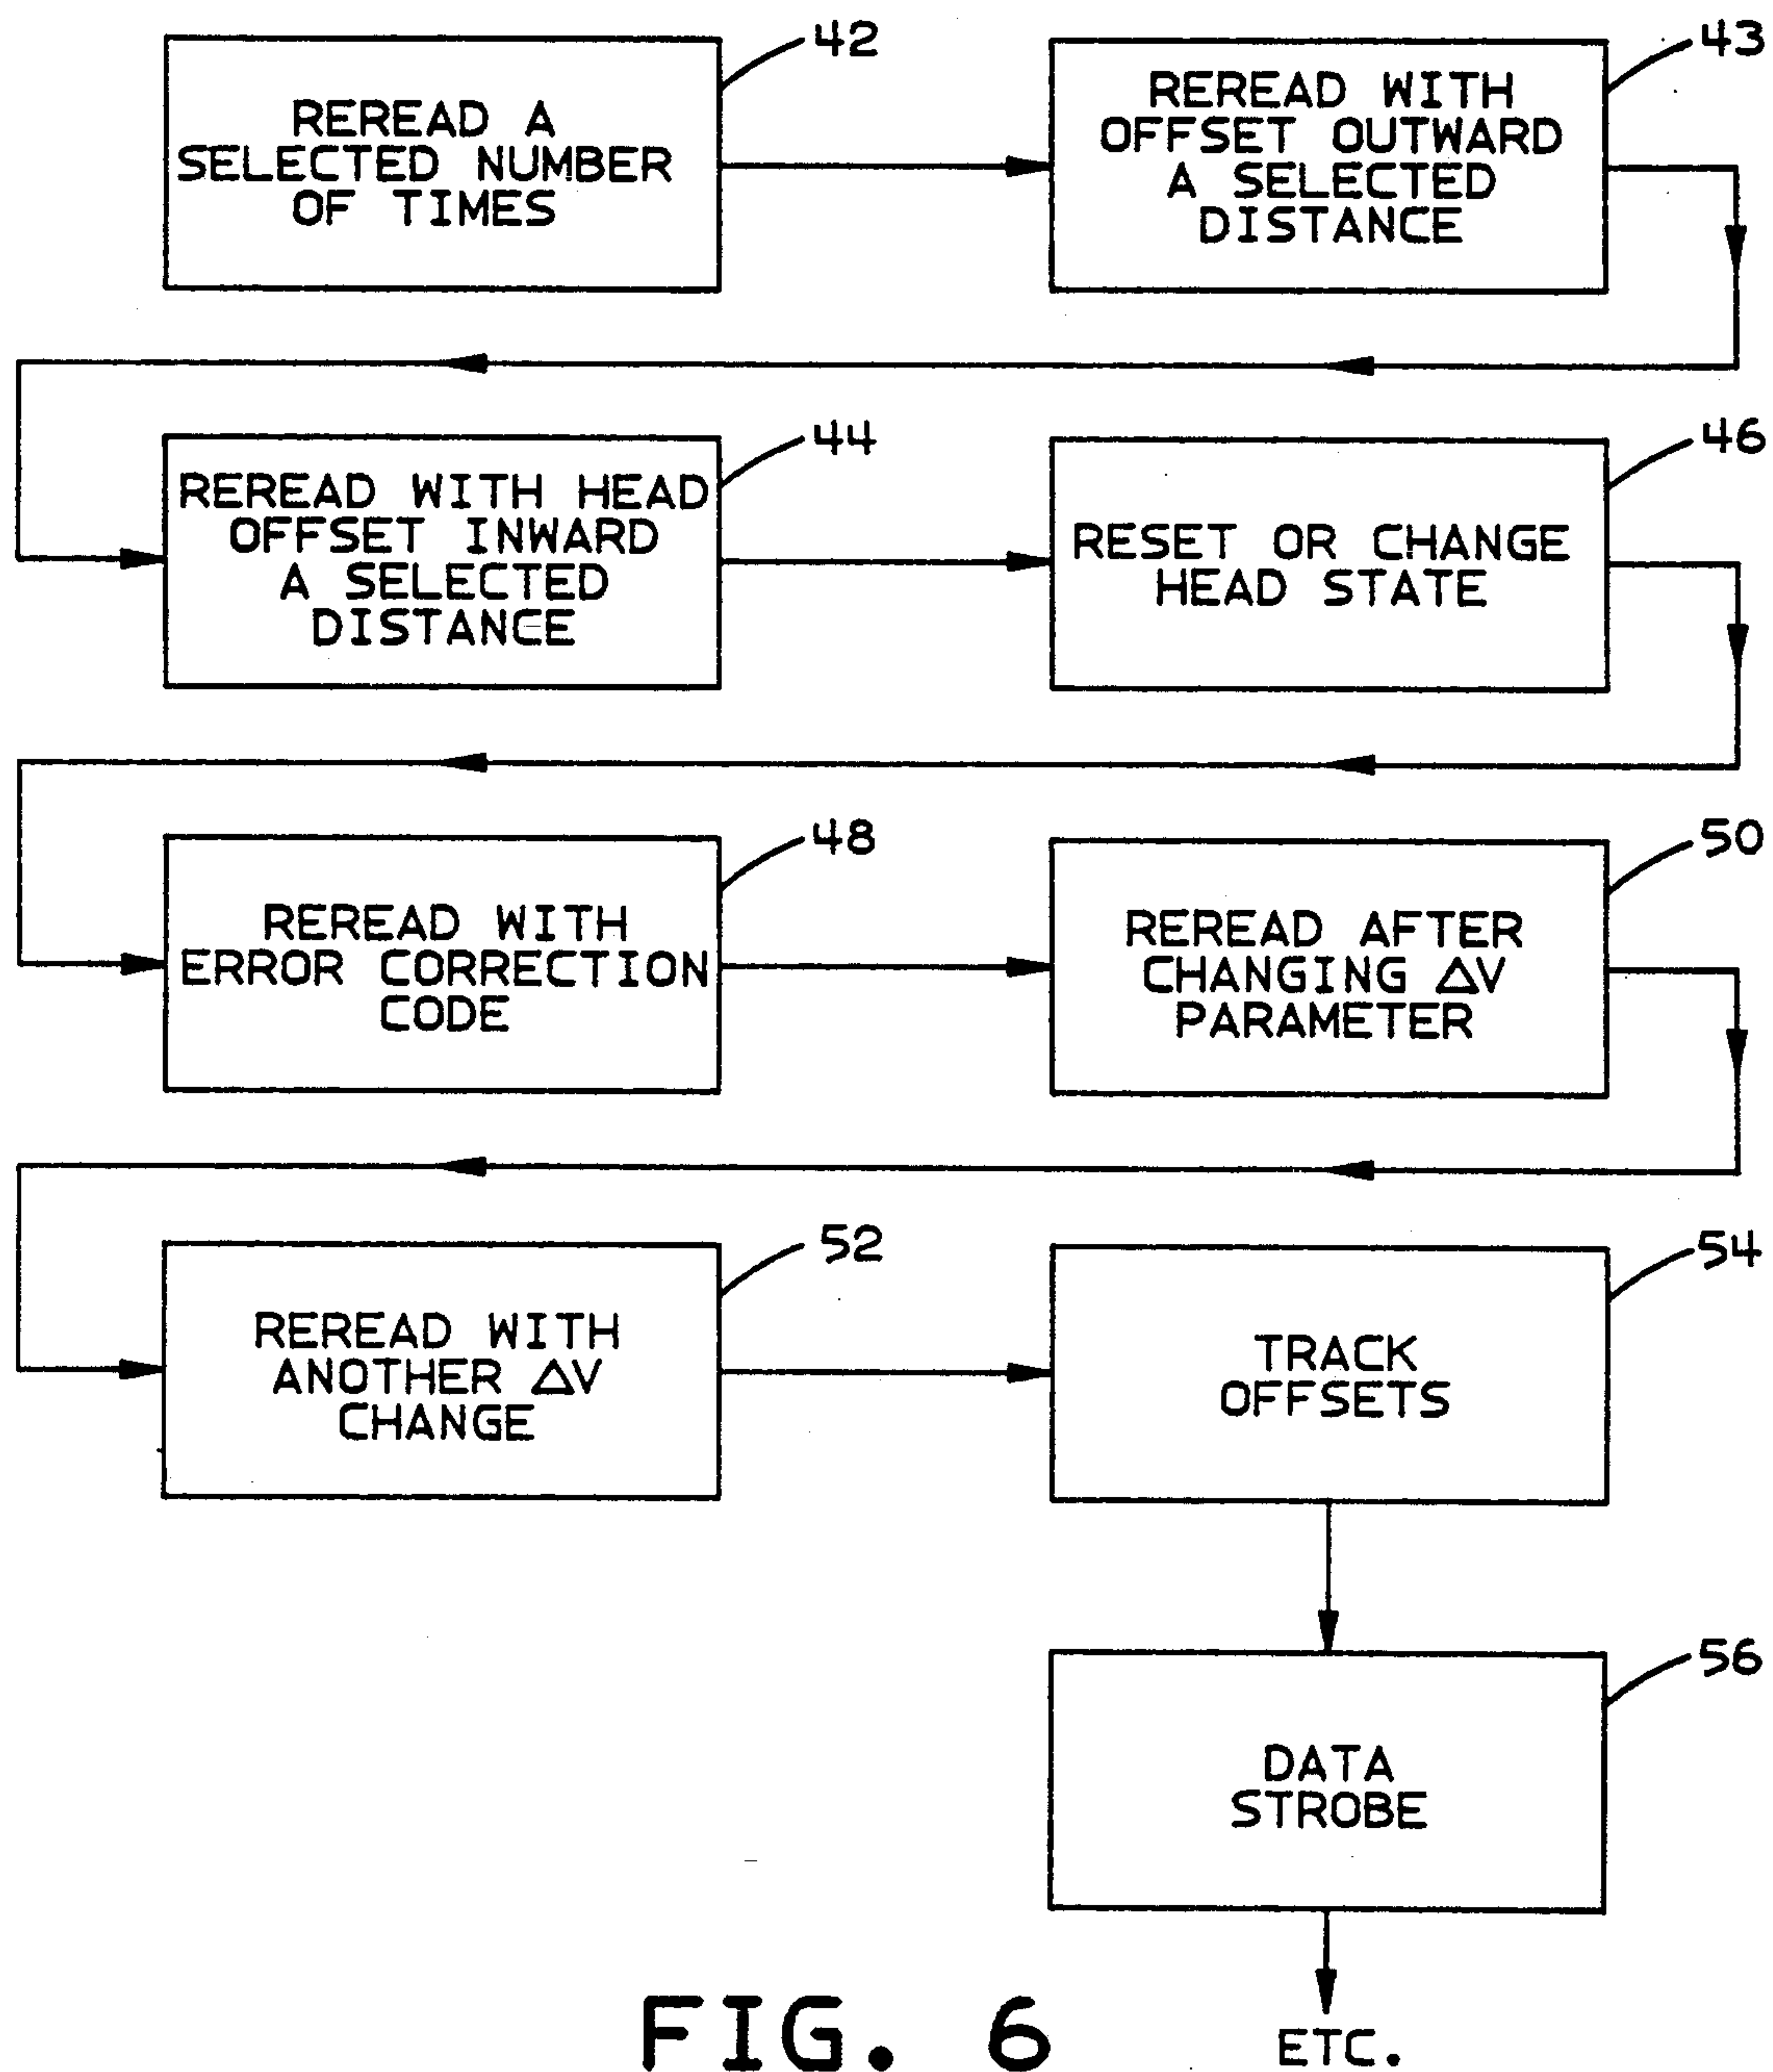 42
REREAD A
SELECTED NUMBER
OF TIMES
43
REREAD WITH
OFFSET OUTWARD
A SELECTED
DISTANCE
44
REREAD WITH HEAD
OFFSET INWARD
A SELECTED
DISTANCE
46
RESET OR CHANGE
HEAD STATE
48
REREAD WITH
ERROR CORRECTION
CODE
50
REREAD AFTER
CHANGING ΔV
PARAMETER
52
REREAD WITH
ANOTHER ΔV
CHANGE
54
TRACK
OFFSETS
56
DATA
STROBE
ETC.
FIG. 6